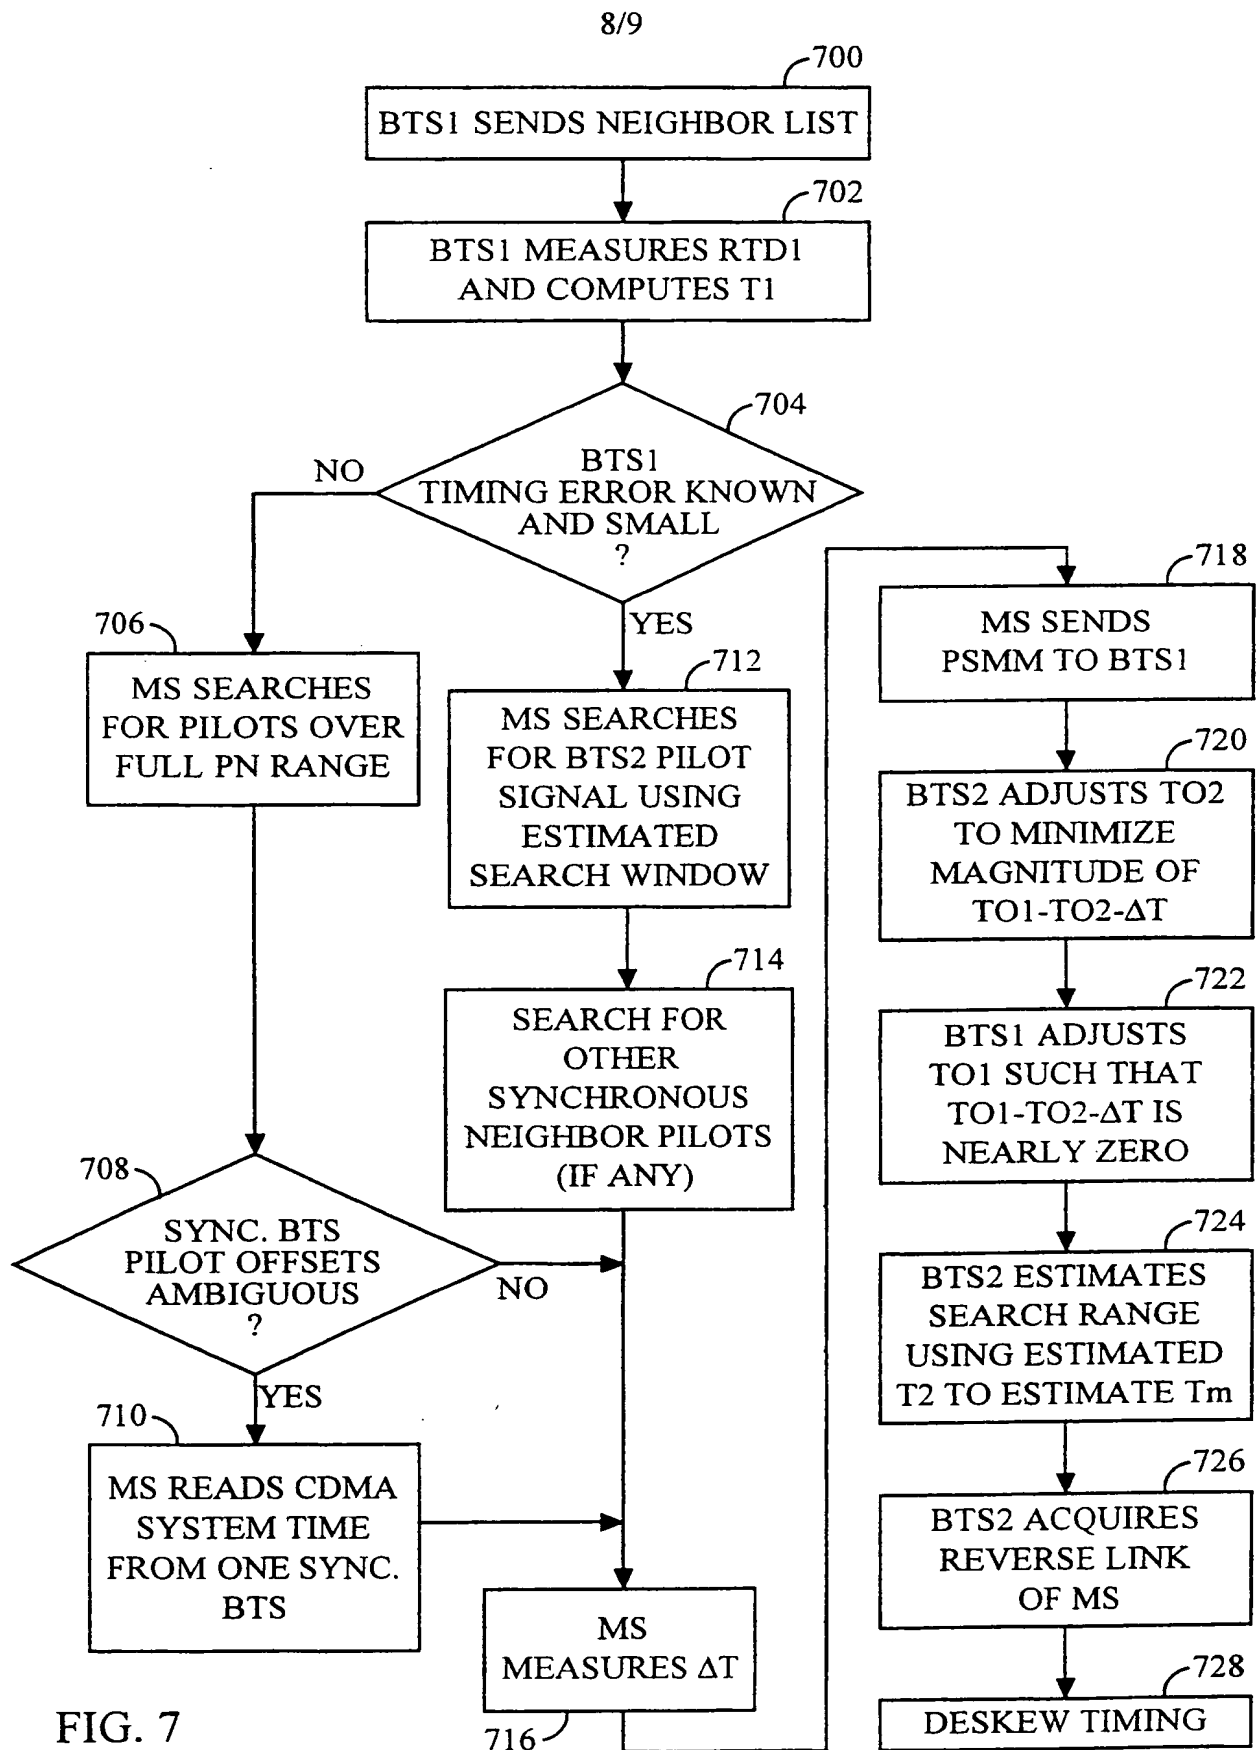 8/9
700
BTS1 SENDS NEIGHBOR LIST
702
BTS1 MEASURES RTD1
AND COMPUTES T1
704
BTS1
TIMING ERROR KNOWN
AND SMALL
?
NO
YES
706
MS SEARCHES
FOR PILOTS OVER
FULL PN RANGE
708
SYNC. BTS
PILOT OFFSETS
AMBIGUOUS
?
NO
YES
710
MS READS CDMA
SYSTEM TIME
FROM ONE SYNC.
BTS
712
MS SEARCHES
FOR BTS2 PILOT
SIGNAL USING
ESTIMATED
SEARCH WINDOW
714
SEARCH FOR
OTHER
SYNCHRONOUS
NEIGHBOR PILOTS
(IF ANY)
MS
MEASURES ΔT
716
718
MS SENDS
PSMM TO BTS1
720
BTS2 ADJUSTS TO2
TO MINIMIZE
MAGNITUDE OF
TO1-TO2-ΔT
722
BTS1 ADJUSTS
TO1 SUCH THAT
TO1-TO2-ΔT IS
NEARLY ZERO
724
BTS2 ESTIMATES
SEARCH RANGE
USING ESTIMATED
T2 TO ESTIMATE Tm
726
BTS2 ACQUIRES
REVERSE LINK
OF MS
728
DESKEW TIMING
FIG. 7